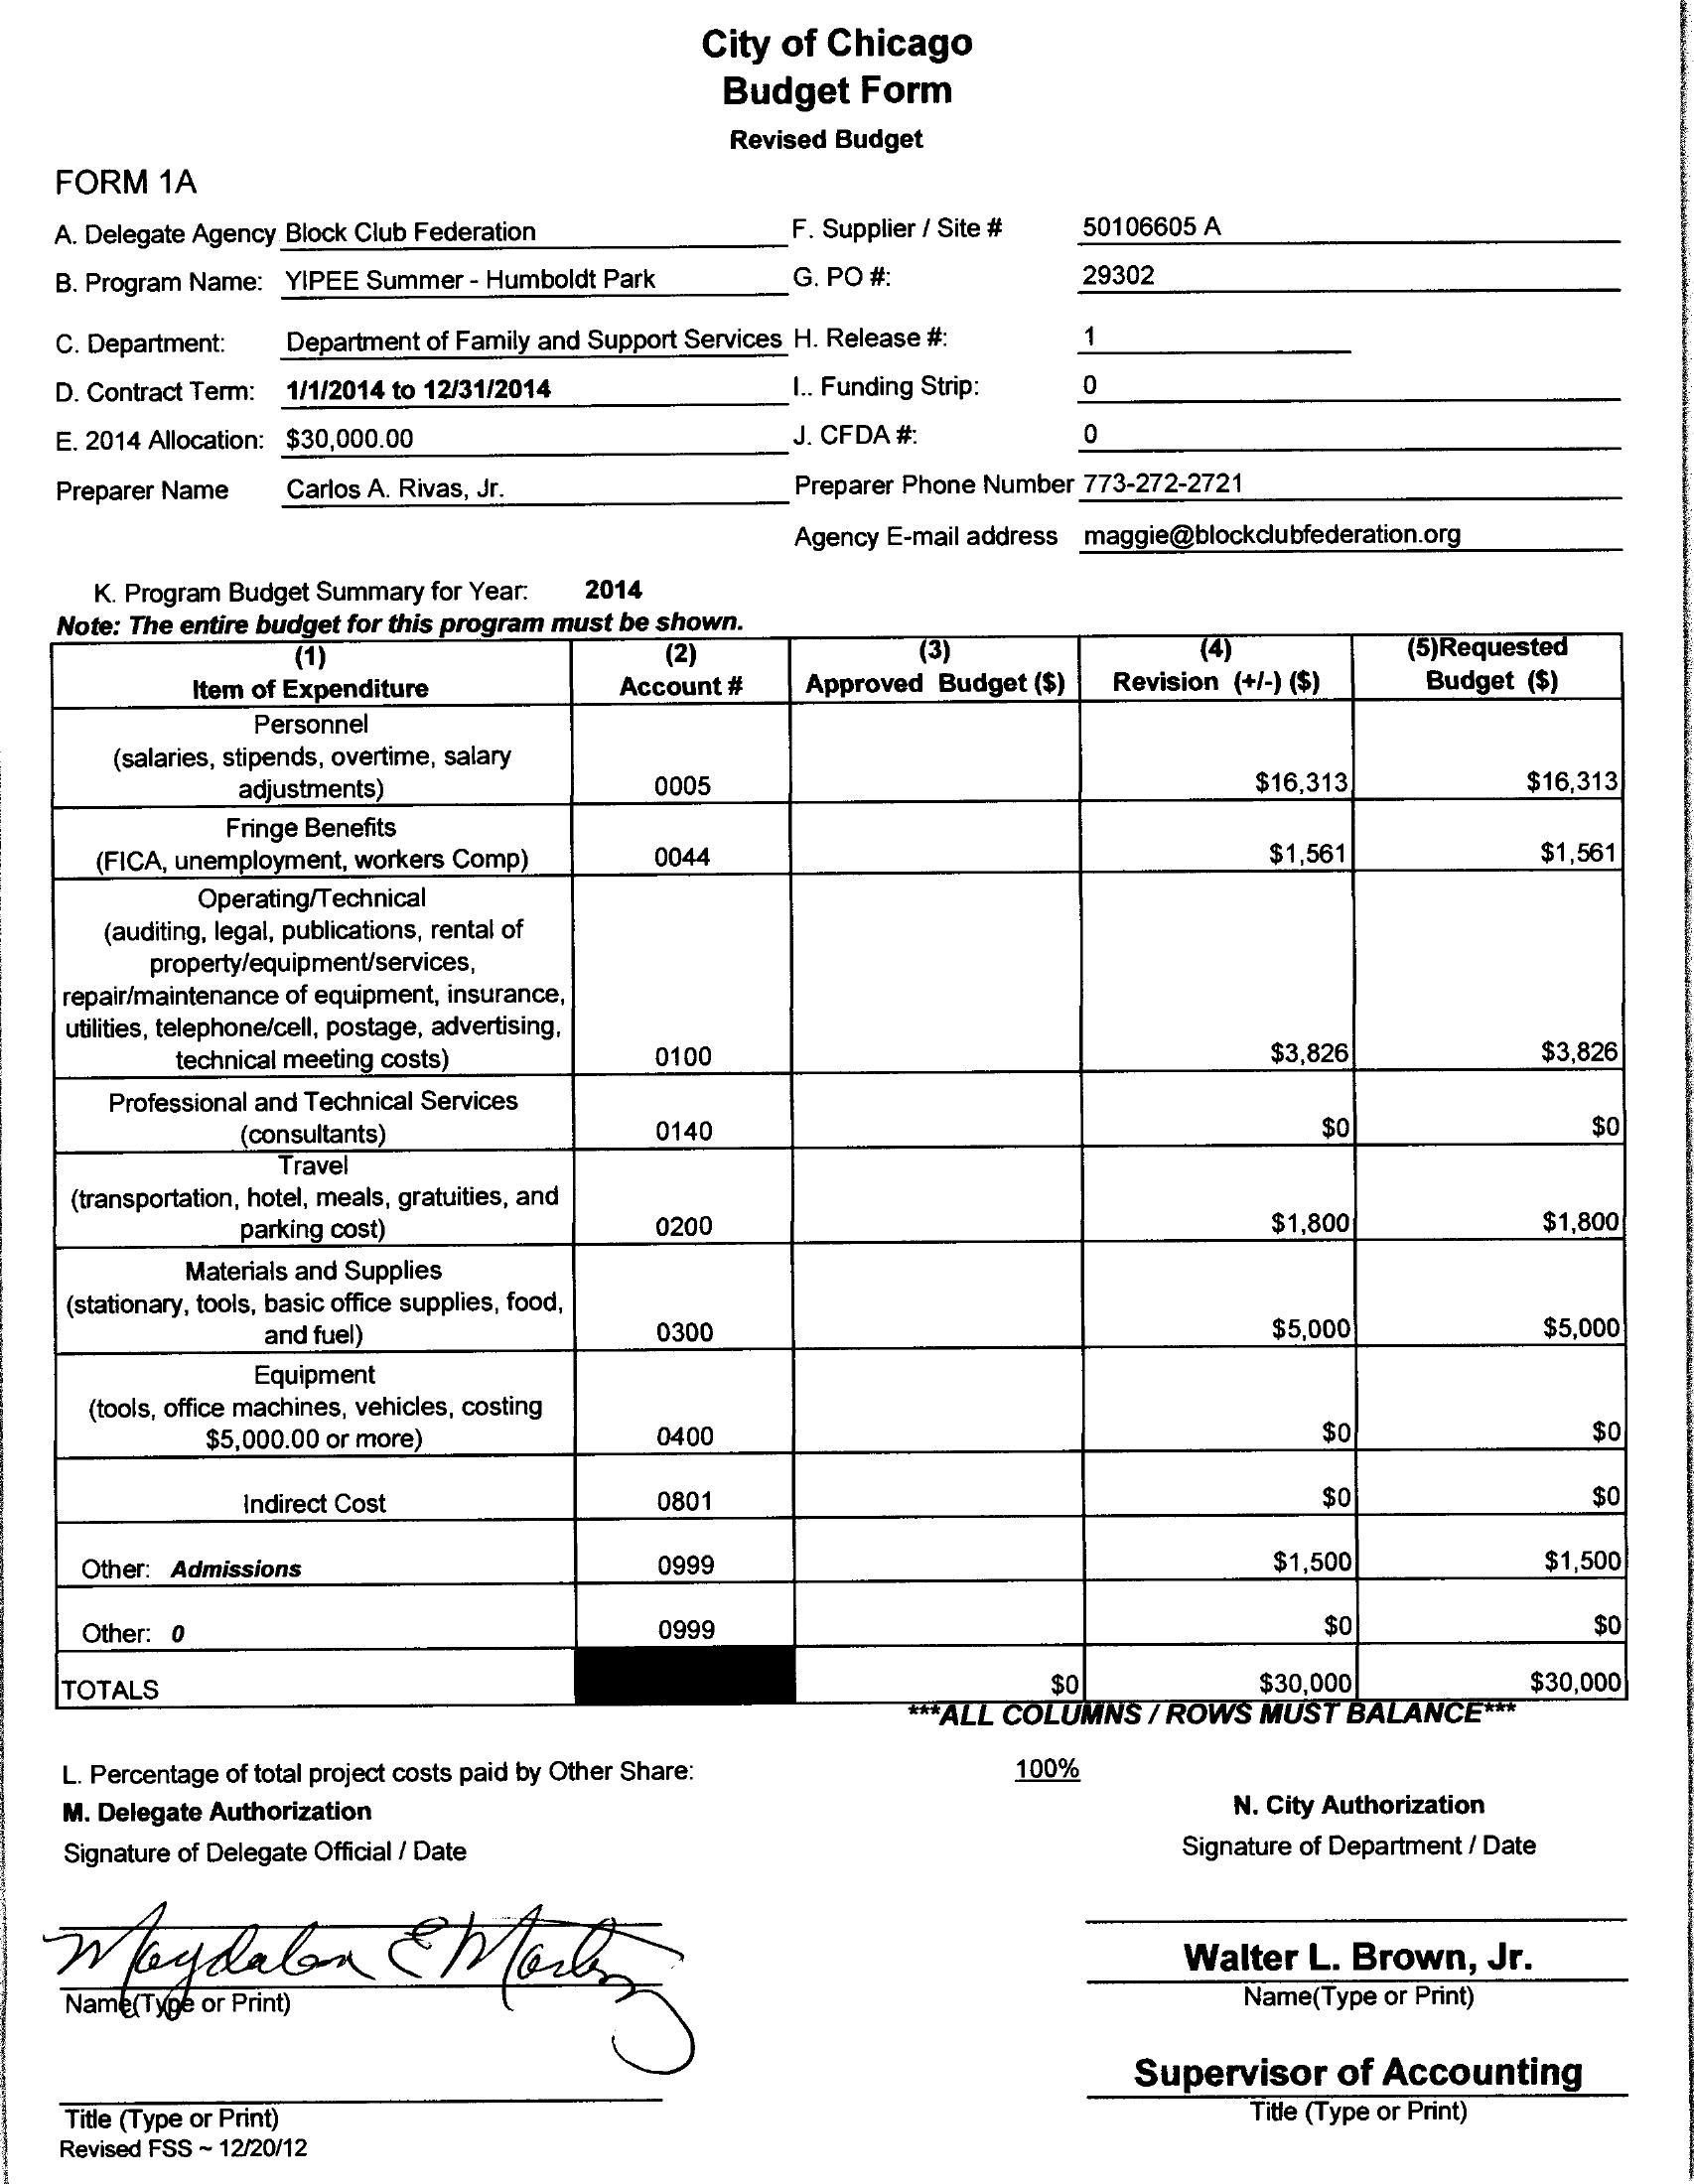 City of Chicago
Budget Form
Revised Budget
FORM 1A
A. Delegate Agency Block Club Federation F. Supplier / Site # 50106605 A
B. Program Name: YIPEE Summer - Humboldt Park G. PO #: 29302
C. Department: Department of Family and Support Services H. Release #: 1
D. Contract Term: 1/1/2014 to 12/31/2014 I.. Funding Strip: 0
E. 2014 Allocation: $30,000.00 J. CFDA #: 0
Preparer Name Carlos A. Rivas, Jr. Preparer Phone Number 773-272-2721
Agency E-mail address maggie@blockclubfederation.org
K. Program Budget Summary for Year: 2014
Note: The entire budget for this program must be shown.
(1) (2) (3) (4) (5)Requested
Item of Expenditure Account # Approved Budget ($) Revision (+/-) ($) Budget ($)
Personnel
(salaries, stipends, overtime, salary
adjustments) 0005 $16,313 $16,313
Fringe Benefits
(FICA, unemployment, workers Comp) 0044 $1,561 $1,561
Operating/Technical
(auditing, legal, publications, rental of
property/equipment/services,
repair/maintenance of equipment, insurance,
utilities, telephone/cell, postage, advertising,
technical meeting costs) 0100 $3,826 $3,826
Professional and Technical Services
(consultants) 0140 $0 $0
Travel
(transportation, hotel, meals, gratuities, and
parking cost) 0200 $1,800 $1,800
Materials and Supplies
(stationary, tools, basic office supplies, food,
and fuel) 0300 $5,000 $5,000
Equipment
(tools, office machines, vehicles, costing
$5,000.00 or more) 0400 $0 $0
Indirect Cost 0801 $0 $0
Other: Admissions 0999 $1,500 $1,500
Other: 0 0999 $0 $0
TOTALS $0 $30,000 $30,000
***ALL COLUMNS / ROWS MUST BALANCE***
L. Percentage of total project costs paid by Other Share: 100%
M. Delegate Authorization N. City Authorization
Signature of Delegate Official / Date Signature of Department / Date
Walter L. Brown, Jr.
Name(Type or Print) Name(Type or Print)
Supervisor of Accounting
Title (Type or Print) Title (Type or Print)
Revised FSS ~ 12/20/12